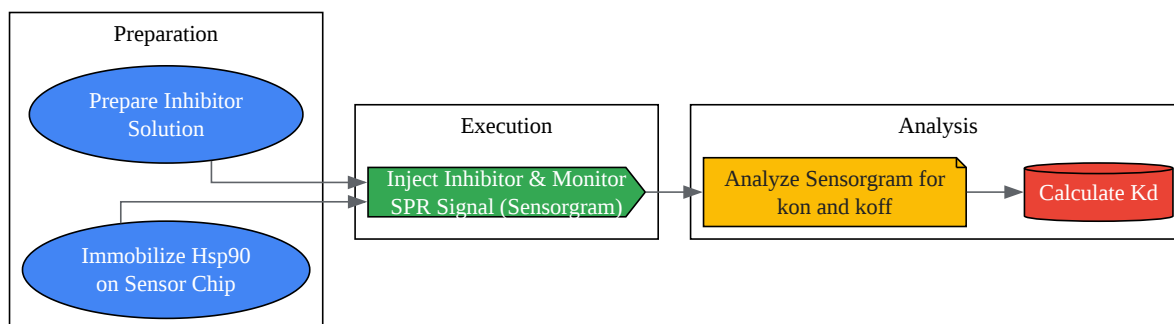 Preparation
Prepare Inhibitor
Solution
Immobilize Hsp90
on Sensor Chip
Execution
Inject Inhibitor & Monitor
SPR Signal (Sensorgram)
Analysis
Analyze Sensorgram for
kon and koff
Calculate Kd